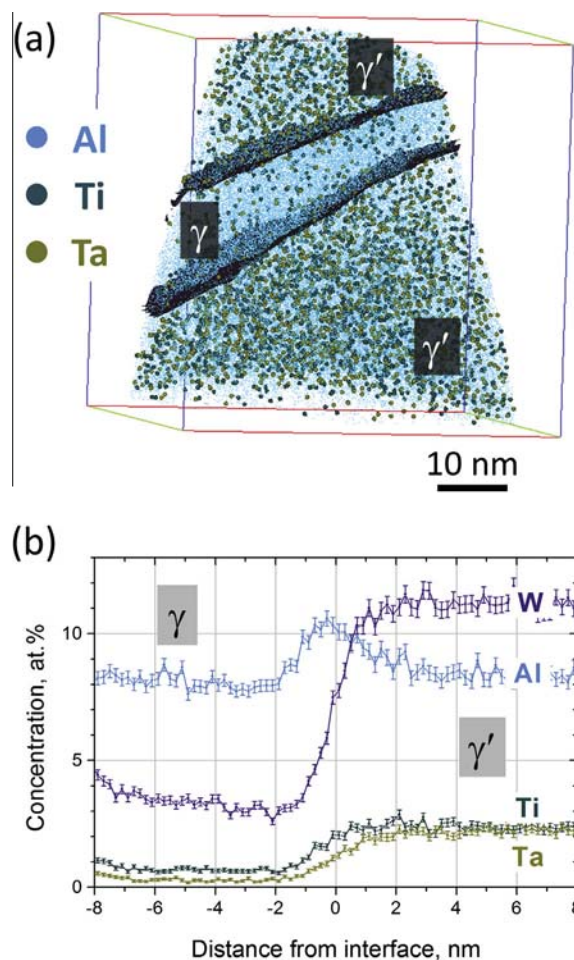 (a)
γ'
Al
Ti
Ta
γ
γ'
10 nm
(b)
γ
W
Al
γ'
Ti
Ta
10
5
0
-8 -6 -4 -2 0 2 4 6 8
Concentration, at.%
Distance from interface, nm